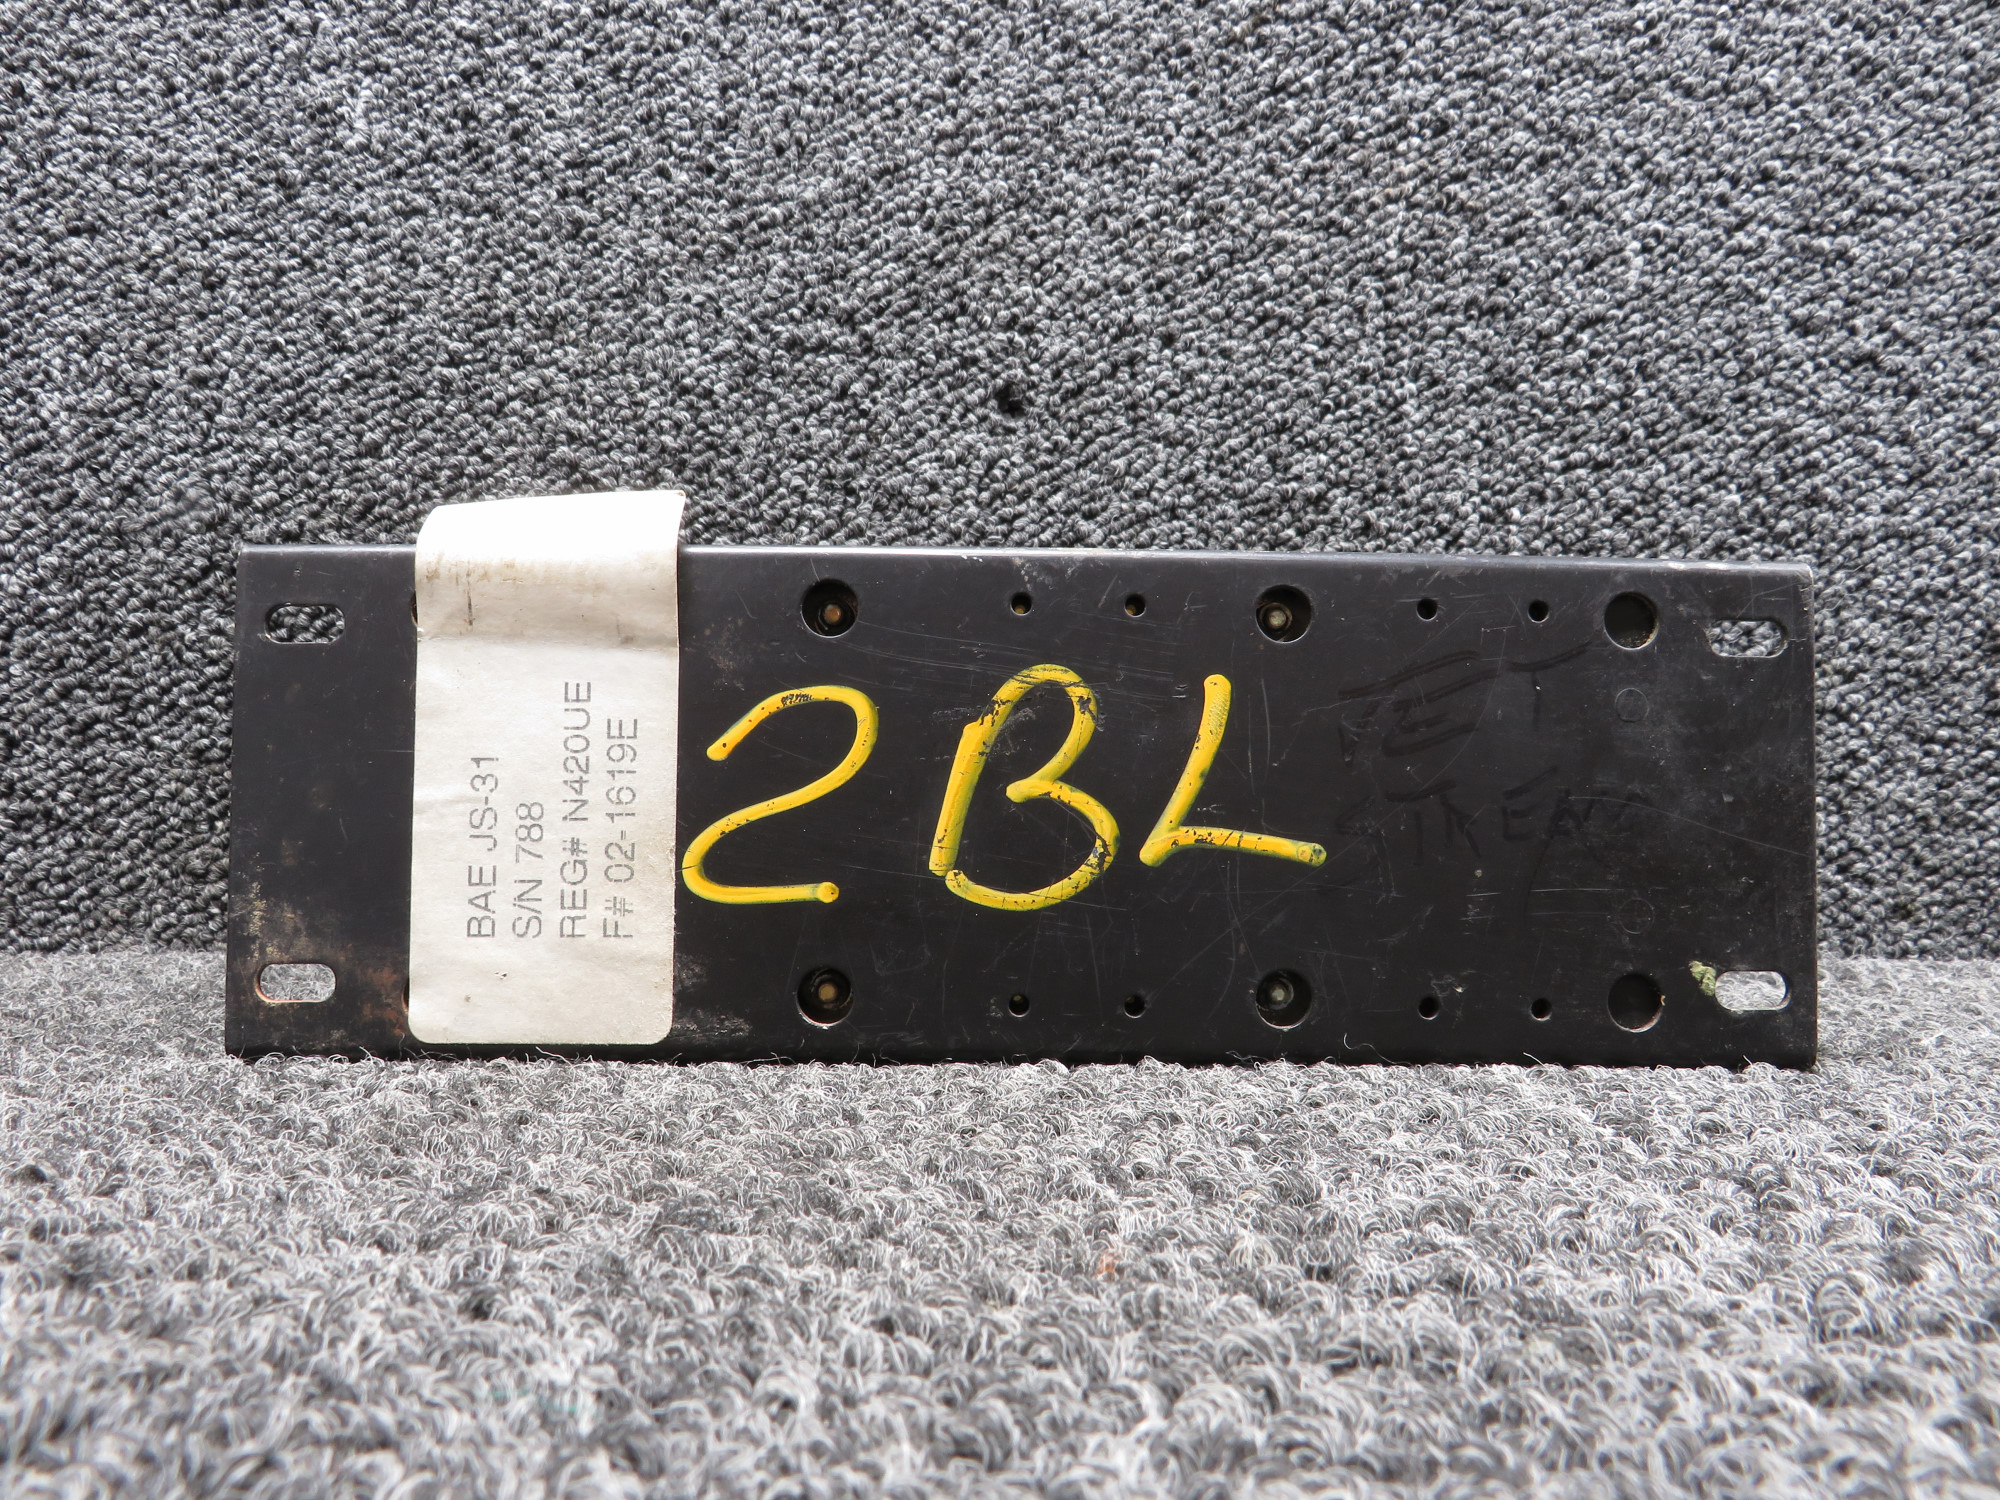 BAE JS-31
S/N 788
REG# N420UE
F# 02-1619E
2BL